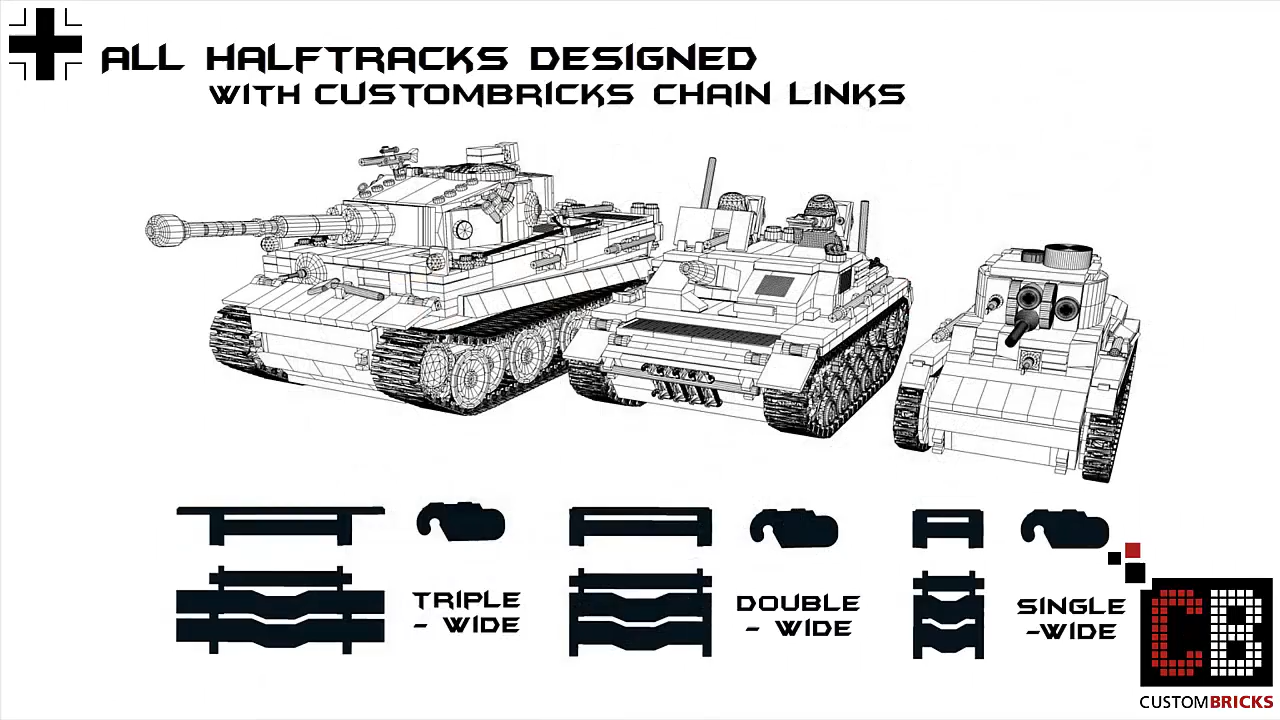 ALL HALFTRACKS DESIGNED
WITH CUSTOMBRICKS CHAIN LINKS
TRIPLE
- WIDE
DOUBLE
- WIDE
SINGLE
-WIDE
CB
CUSTOMBRICKS